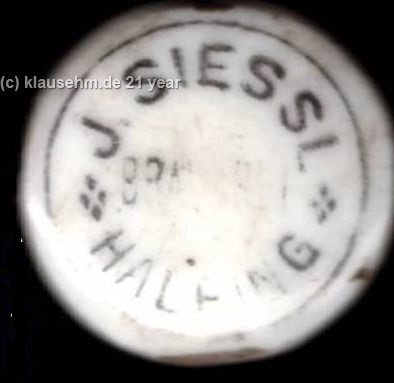 (c) klausehm.de 21 year
J. SIESSL
HALFING